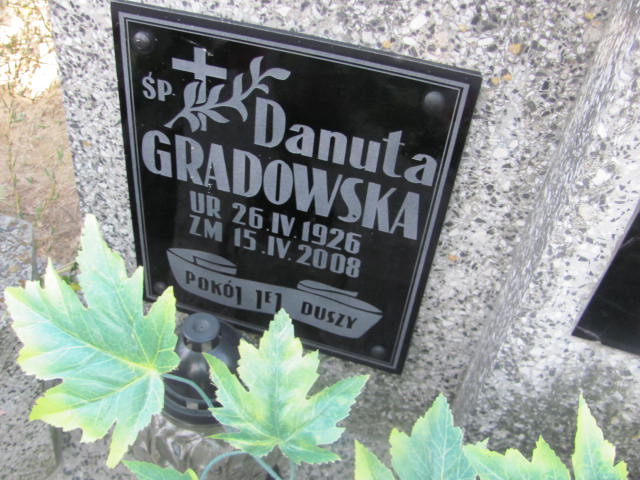 ŚP.
Danuta
GRADOWSKA
UR 26.IV.1926
ZM 15.IV.2008
POKÓJ JEJ DUSZY